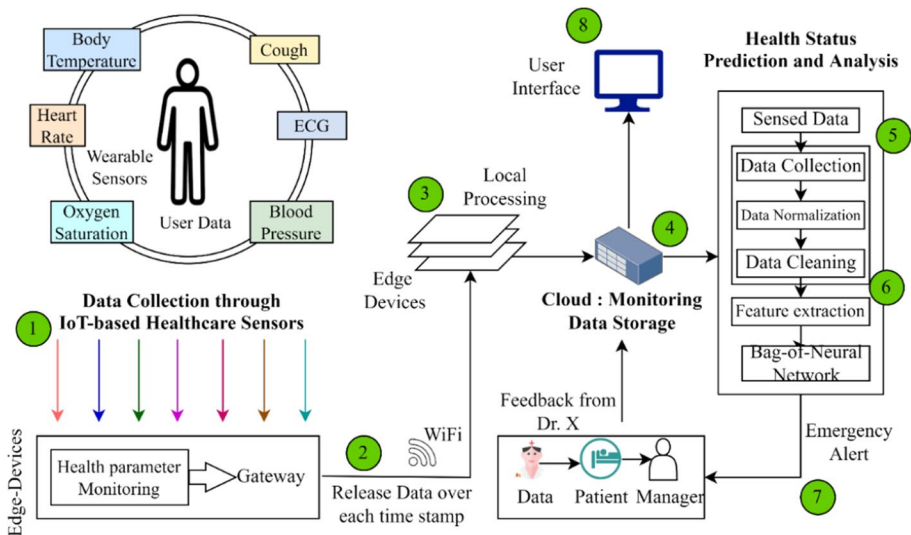 Body
Temperature
Cough
Heart
Rate
ECG
Wearable
Sensors
Oxygen
Saturation
User Data
Blood
Pressure
8
User
Interface
Health Status
Prediction and Analysis
Sensed Data
5
Data Collection
Data Normalization
Data Cleaning
6
Feature extraction
Bag-of-Neural
Network
3
Local
Processing
Edge
Devices
4
Cloud : Monitoring
Data Storage
1
Data Collection through
IoT-based Healthcare Sensors
Edge-Devices
Health parameter
Monitoring
Gateway
2
WiFi
Release Data over
each time stamp
Feedback from
Dr. X
Data
Patient
Manager
Emergency
Alert
7